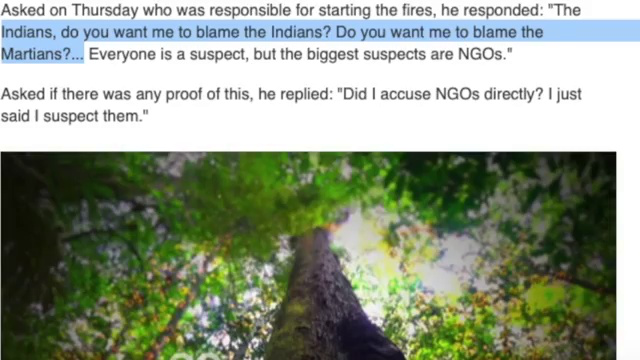 Asked on Thursday who was responsible for starting the fires, he responded: "The
Indians, do you want me to blame the Indians? Do you want me to blame the
Martians?... Everyone is a suspect, but the biggest suspects are NGOs."
Asked if there was any proof of this, he replied: "Did I accuse NGOs directly? I just
said I suspect them."